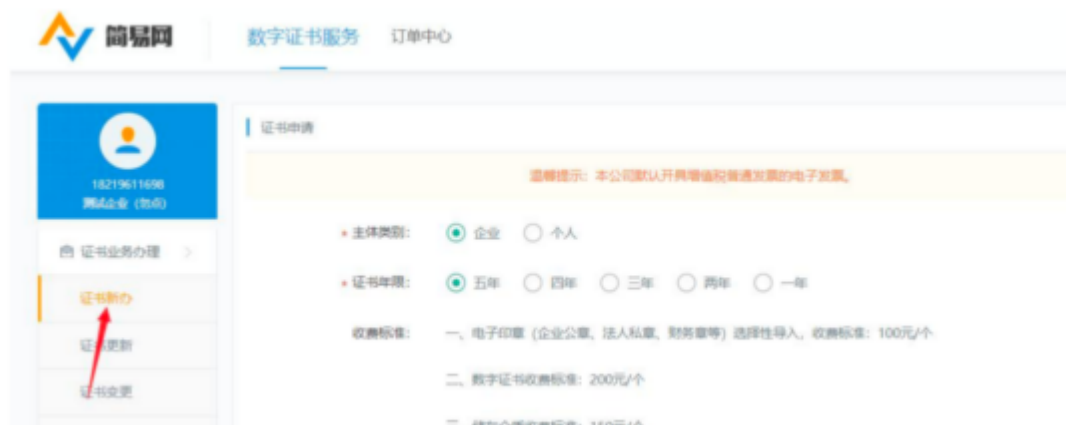 简易网
数字证书服务 订单中心
证书申请
温馨提示：本公司默认开具增值税普通发票的电子发票。
18219611698
测试企业（勿点）
* 主体类别： 企业 个人
证书业务办理 >
* 证书年限： 五年 四年 三年 两年 一年
证书新办
收费标准： 一、电子印章（企业公章、法人私章、财务章等）选择性导入，收费标准：100元/个
证书更新
二、数字证书收费标准：200元/个
证书变更